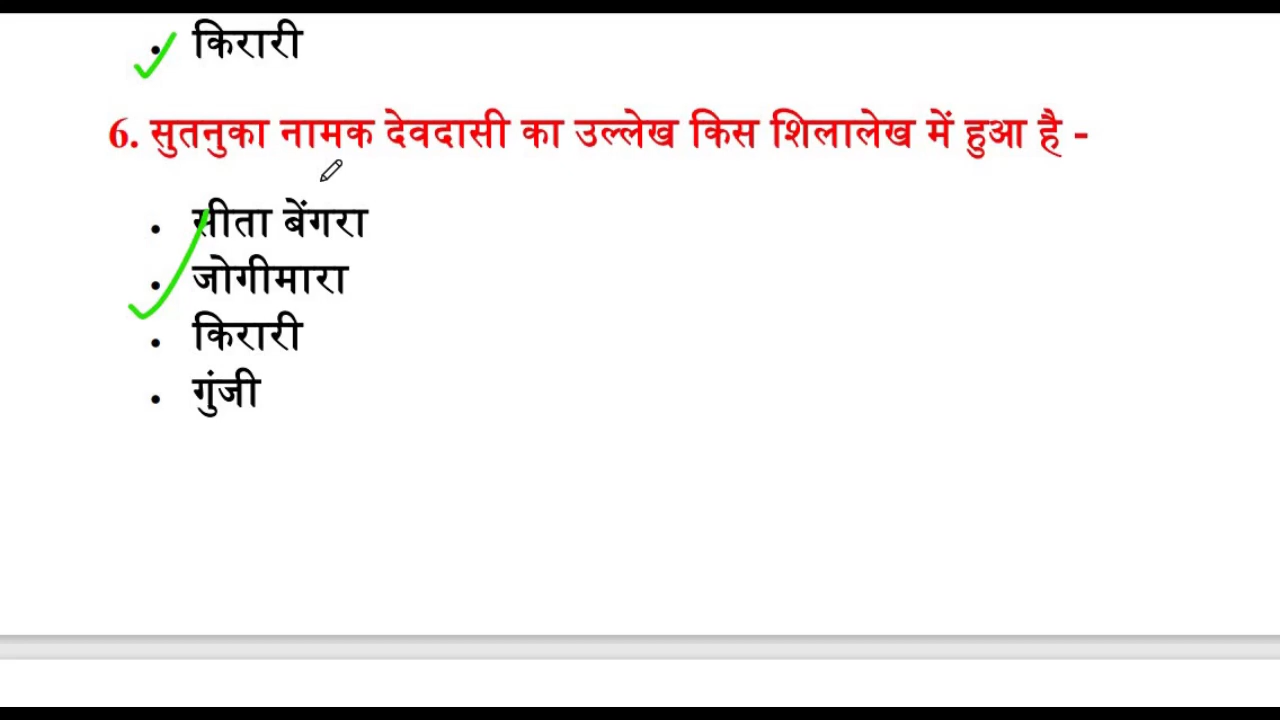 • किरारी
6. सुतनुका नामक देवदासी का उल्लेख किस शिलालेख में हुआ है -
• सीता बेंगरा
• जोगीमारा
• किरारी
• गुंजी